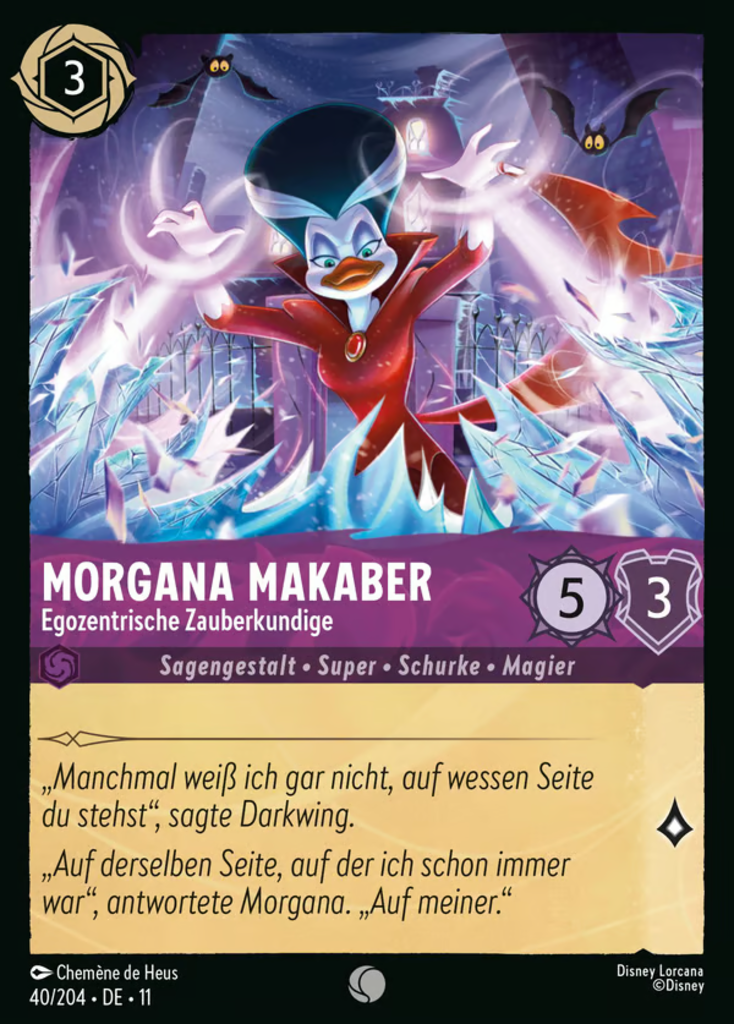 3
MORGANA MAKABER
Egozentrische Zauberkundige
5
3
Sagengestalt • Super • Schurke • Magier
„Manchmal weiß ich gar nicht, auf wessen Seite
du stehst“, sagte Darkwing.
„Auf derselben Seite, auf der ich schon immer
war“, antwortete Morgana. „Auf meiner.“
Chemène de Heus
40/204 • DE • 11
Disney Lorcana
©Disney